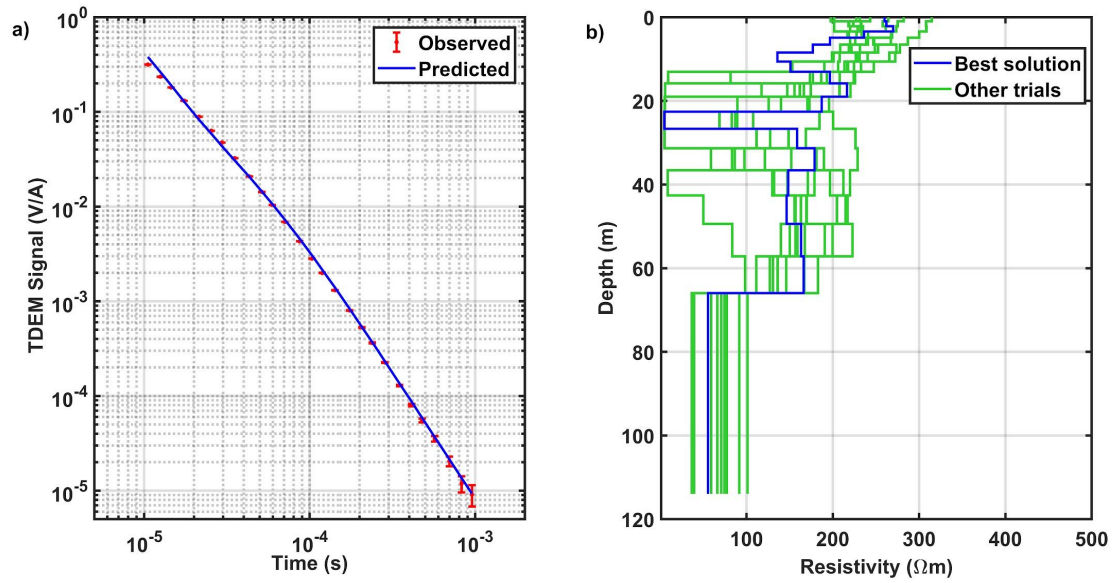 a)
TDEM Signal (V/A)
10^0
10^-1
10^-2
10^-3
10^-4
10^-5
Observed
Predicted
10^-5
10^-4
10^-3
Time (s)
b)
Depth (m)
0
20
40
60
80
100
120
Best solution
Other trials
100
200
300
400
500
Resistivity (Ωm)